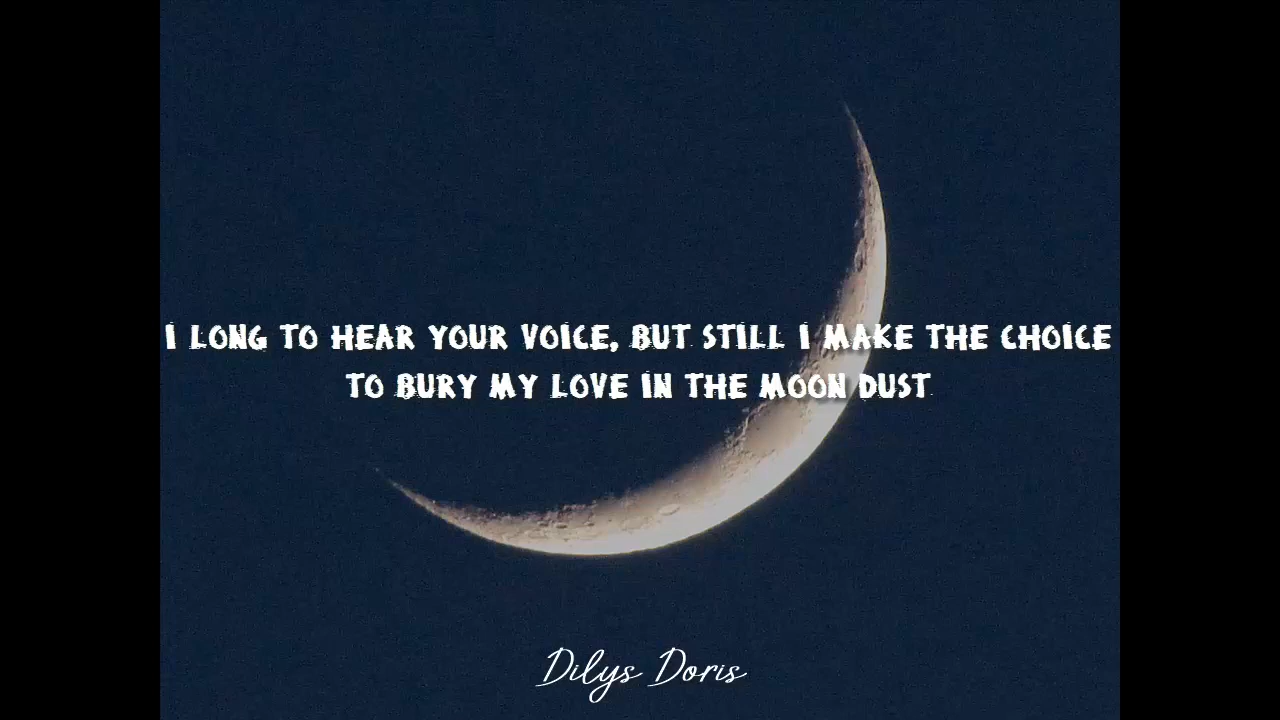 I LONG TO HEAR YOUR VOICE, BUT STILL I MAKE THE CHOICE
TO BURY MY LOVE IN THE MOON DUST
Dilys Doris